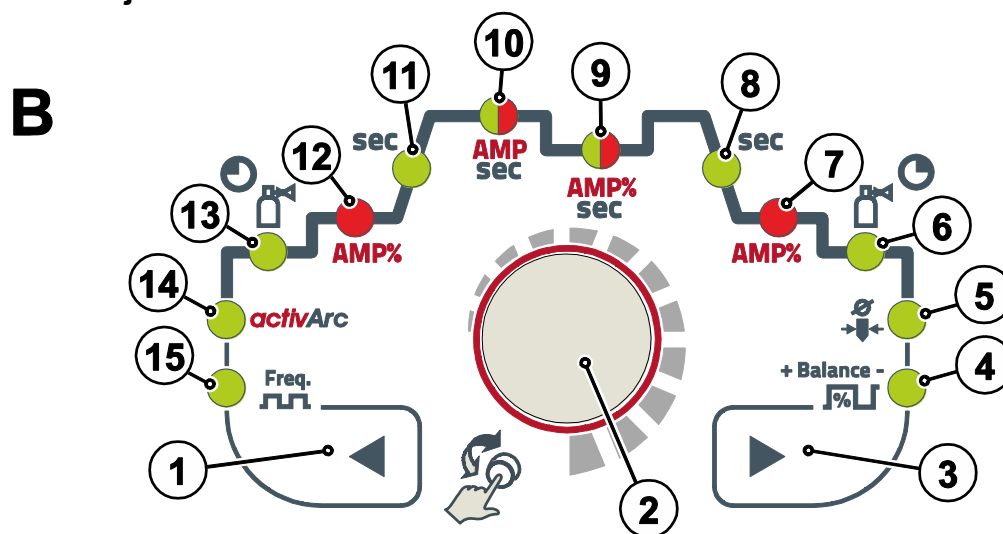 B
10
11
9
8
sec
AMP
sec
sec
12
AMP%
sec
7
13
AMP%
AMP%
6
14
activArc
5
15
Freq.
+ Balance -
%
4
1
2
3